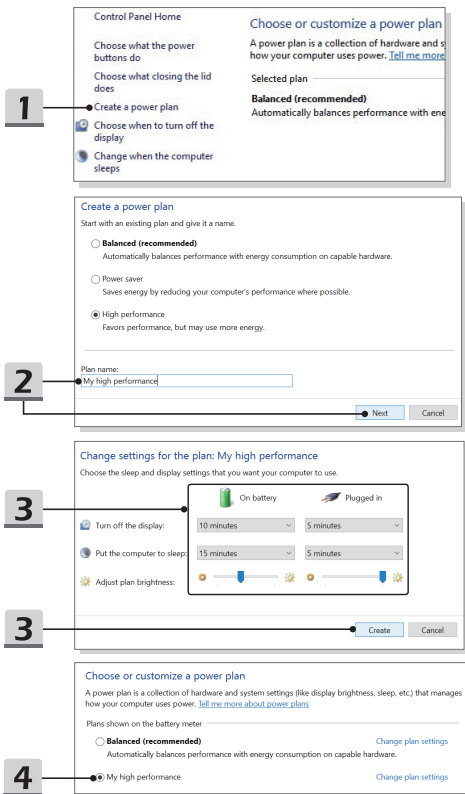 Control Panel Home
Choose what the power
buttons do
Choose what closing the lid
does
Create a power plan
Choose when to turn off the
display
Change when the computer
sleeps
Choose or customize a power plan
A power plan is a collection of hardware and sy
how your computer uses power. Tell me more
Selected plan
Balanced (recommended)
Automatically balances performance with ene
1
Create a power plan
Start with an existing plan and give it a name.
Balanced (recommended)
Automatically balances performance with energy consumption on capable hardware.
Power saver
Saves energy by reducing your computer's performance where possible.
High performance
Favors performance, but may use more energy.
Plan name:
My high performance
2
Next Cancel
Change settings for the plan: My high performance
Choose the sleep and display settings that you want your computer to use.
On battery Plugged in
3
Turn off the display: 10 minutes 5 minutes
Put the computer to sleep: 15 minutes 5 minutes
Adjust plan brightness:
3
Create Cancel
Choose or customize a power plan
A power plan is a collection of hardware and system settings (like display brightness, sleep, etc.) that manages
how your computer uses power. Tell me more about power plans
Plans shown on the battery meter
Balanced (recommended) Change plan settings
Automatically balances performance with energy consumption on capable hardware.
4
My high performance Change plan settings